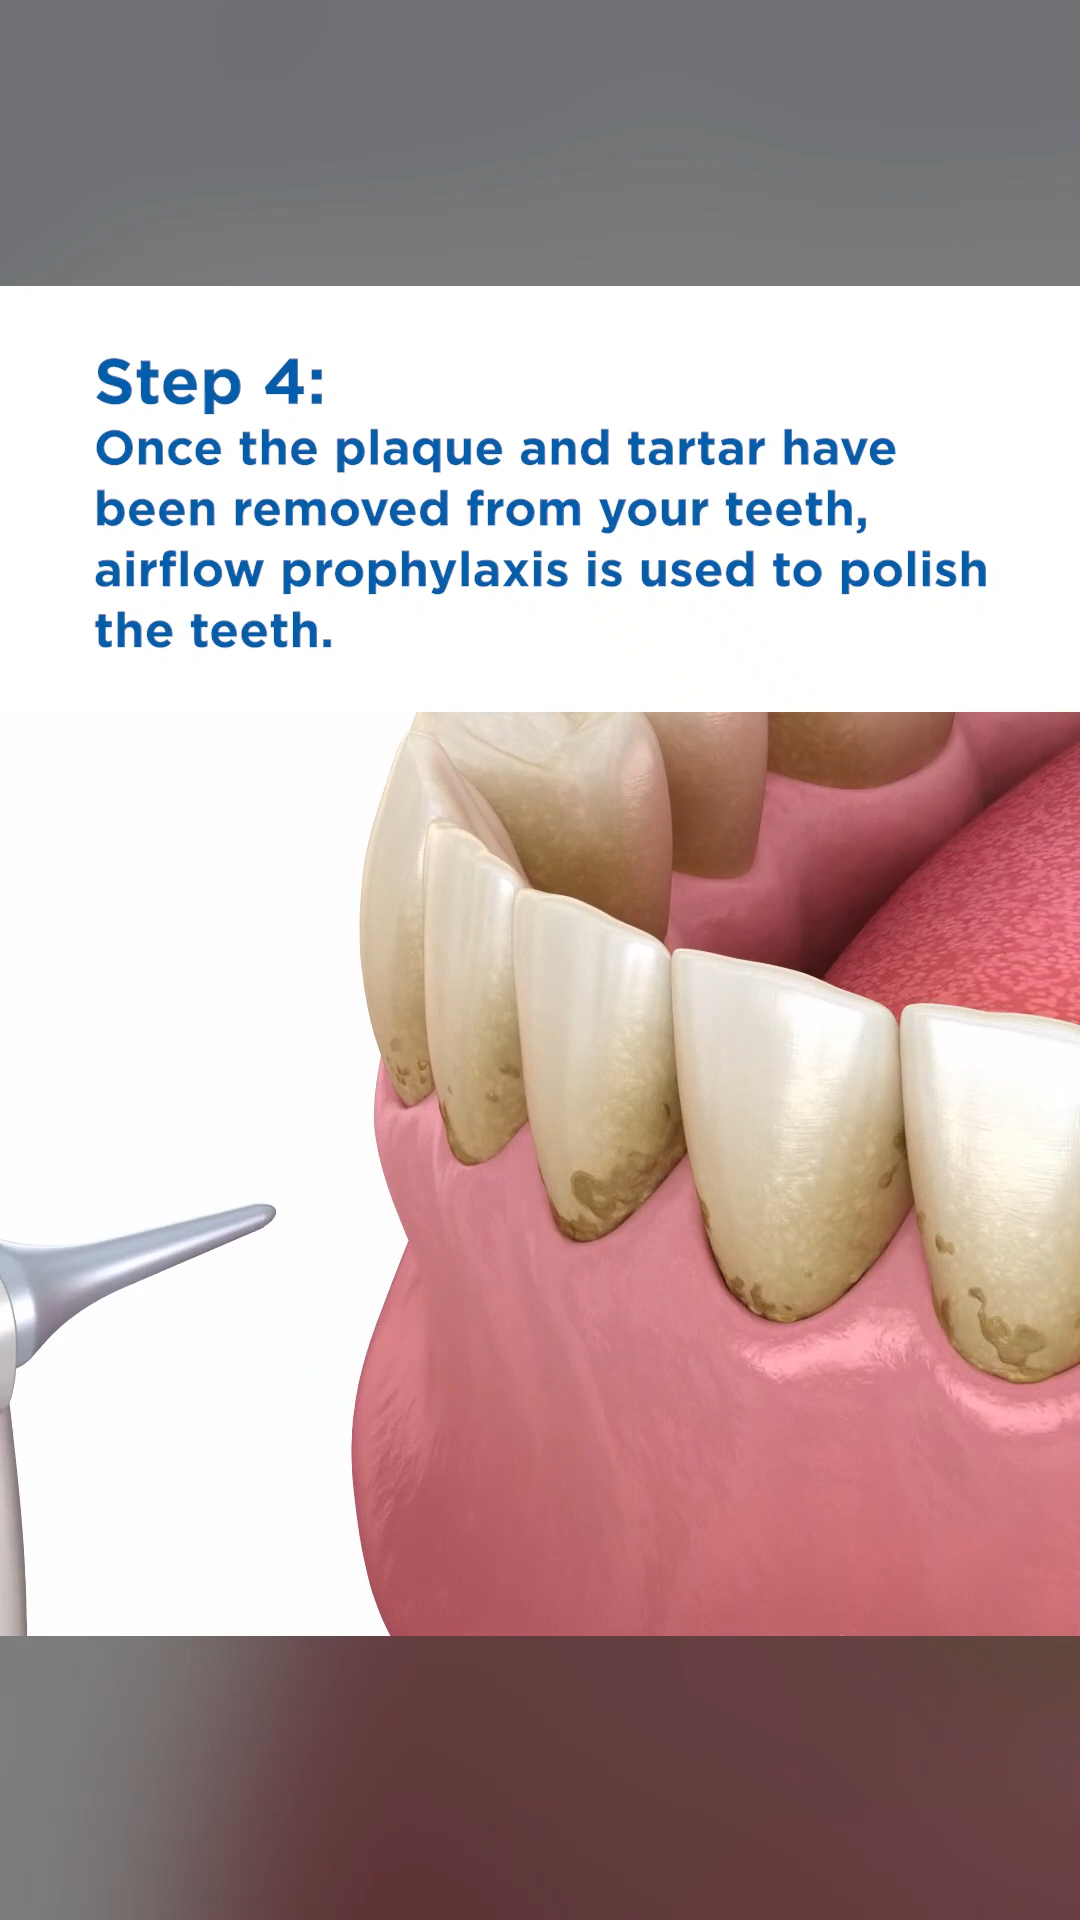 Step 4:
Once the plaque and tartar have
been removed from your teeth,
airflow prophylaxis is used to polish
the teeth.